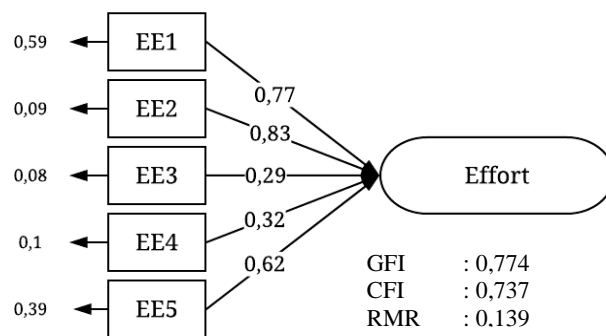 0,59 EE1
0,77
0,09 EE2
0,83
0,08 EE3 0,29 Effort
0,32
0,1 EE4
0,62
GFI : 0,774
CFI : 0,737
0,39 EE5
RMR : 0,139